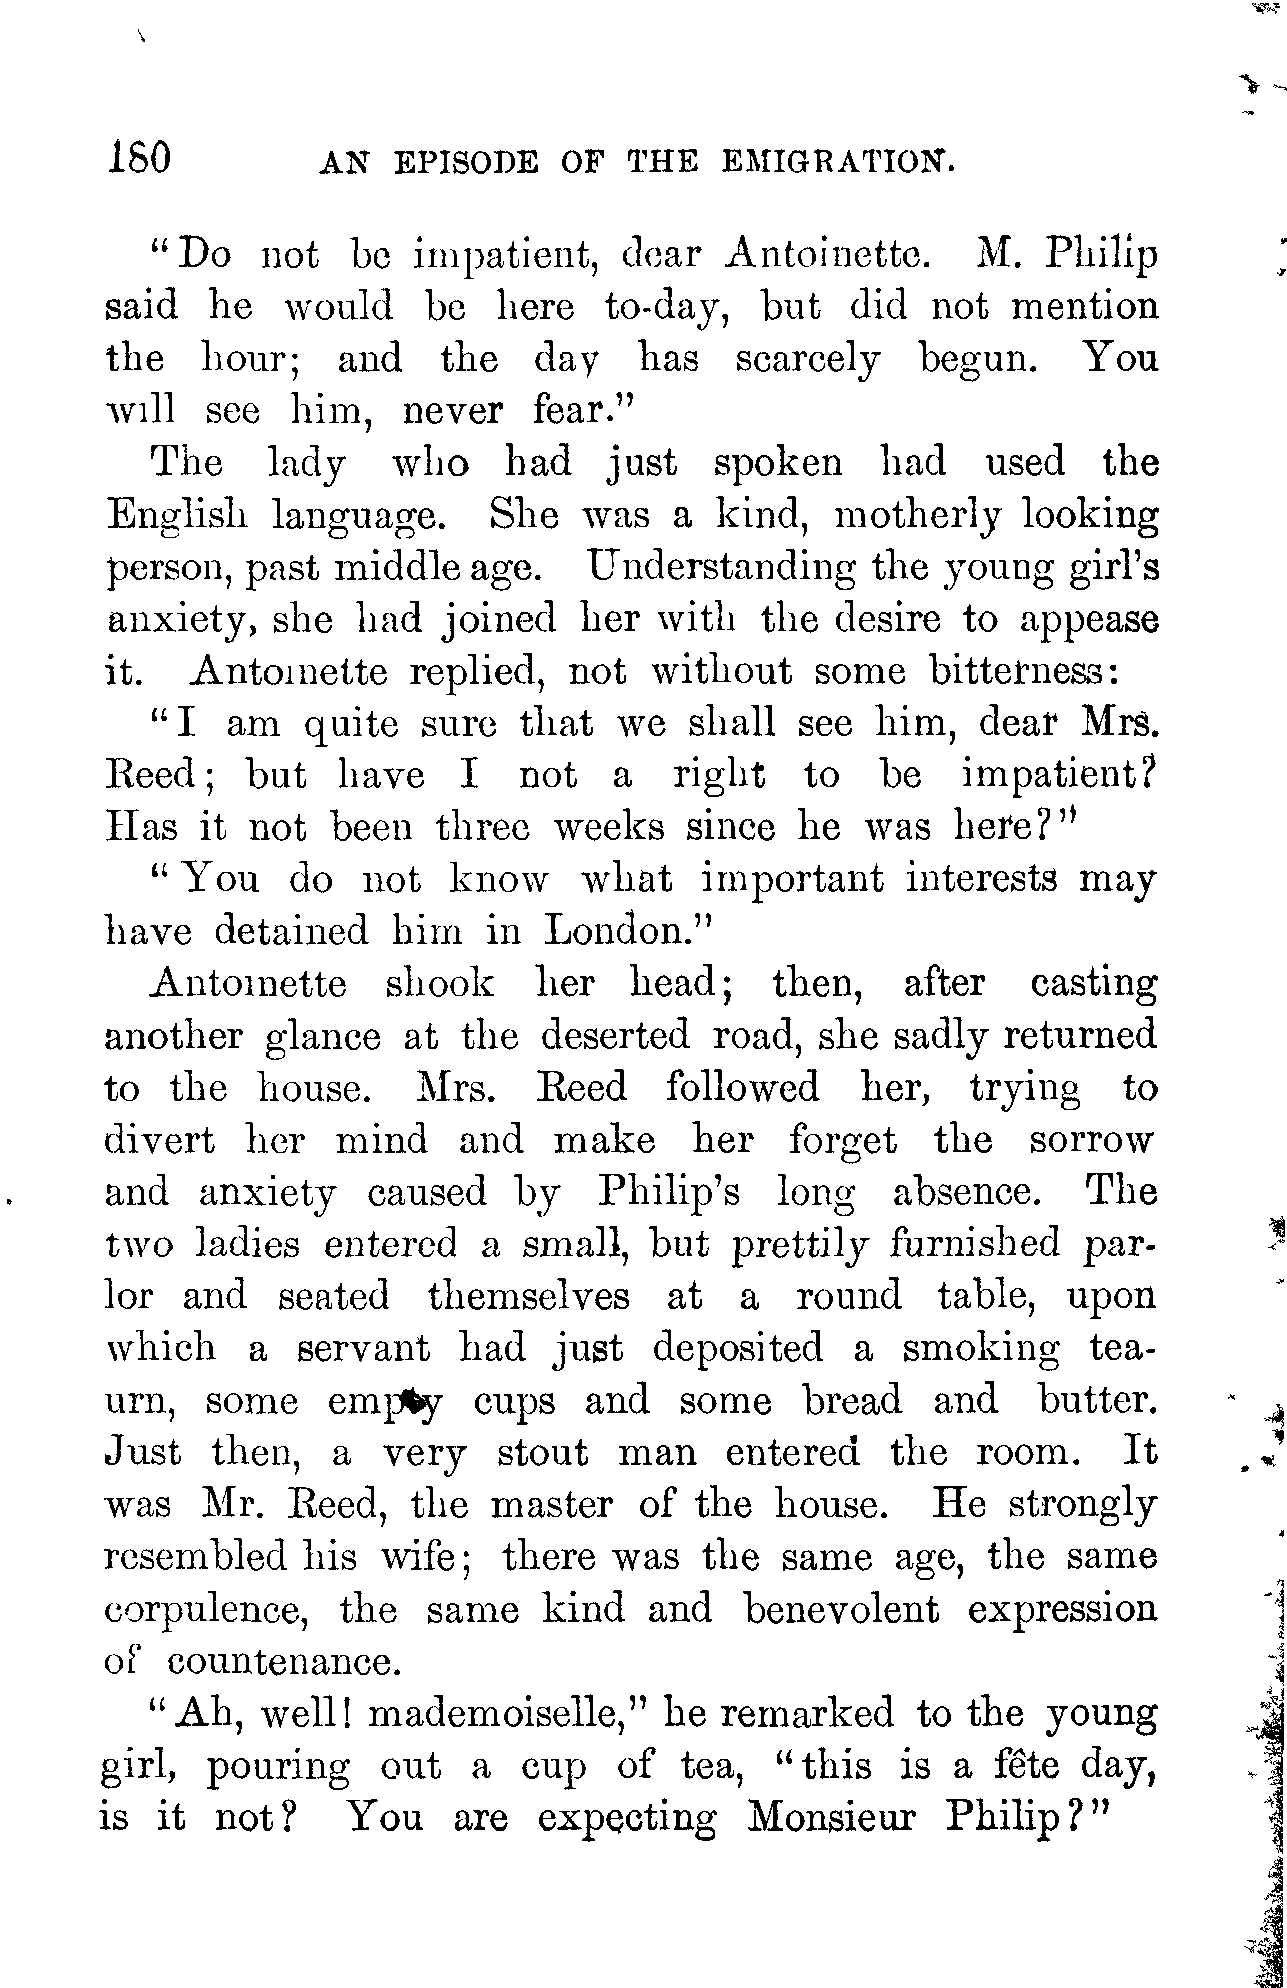 180 AN EPISODE OF THE EMIGRATION.
"Do not be impatient, dear Antoinette. M. Philip
said he would be here to-day, but did not mention
the hour; and the day has scarcely begun. You
will see him, never fear."
The lady who had just spoken had used the
English language. She was a kind, motherly looking
person, past middle age. Understanding the young girl's
anxiety, she had joined her with the desire to appease
it. Antoinette replied, not without some bitterness:
"I am quite sure that we shall see him, dear Mrs.
Reed; but have I not a right to be impatient?
Has it not been three weeks since he was here?"
"You do not know what important interests may
have detained him in London."
Antoinette shook her head; then, after casting
another glance at the deserted road, she sadly returned
to the house. Mrs. Reed followed her, trying to
divert her mind and make her forget the sorrow
and anxiety caused by Philip's long absence. The
two ladies entered a small, but prettily furnished par-
lor and seated themselves at a round table, upon
which a servant had just deposited a smoking tea-
urn, some empty cups and some bread and butter.
Just then, a very stout man entered the room. It
was Mr. Reed, the master of the house. He strongly
resembled his wife; there was the same age, the same
corpulence, the same kind and benevolent expression
of countenance.
"Ah, well! mademoiselle," he remarked to the young
girl, pouring out a cup of tea, "this is a fête day,
is it not? You are expecting Monsieur Philip?"